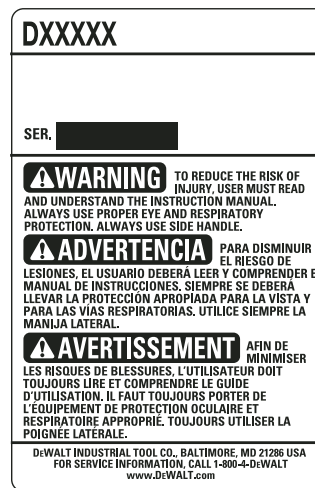 DXXXXX
SER.
WARNING TO REDUCE THE RISK OF
INJURY, USER MUST READ
AND UNDERSTAND THE INSTRUCTION MANUAL.
ALWAYS USE PROPER EYE AND RESPIRATORY
PROTECTION. ALWAYS USE SIDE HANDLE.
ADVERTENCIA PARA DISMINUIR
EL RIESGO DE
LESIONES, EL USUARIO DEBERÁ LEER Y COMPRENDER E
MANUAL DE INSTRUCCIONES. SIEMPRE SE DEBERÁ
LLEVAR LA PROTECCIÓN APROPIADA PARA LA VISTA Y
PARA LAS VÍAS RESPIRATORIAS. UTILICE SIEMPRE LA
MANIJA LATERAL.
AVERTISSEMENT AFIN DE
MINIMISER
LES RISQUES DE BLESSURES, L'UTILISATEUR DOIT
TOUJOURS LIRE ET COMPRENDRE LE GUIDE
D'UTILISATION. IL FAUT TOUJOURS PORTER DE
L'ÉQUIPEMENT DE PROTECTION OCULAIRE ET
RESPIRATOIRE APPROPRIÉ. TOUJOURS UTILISER LA
POIGNÉE LATÉRALE.
DEWALT INDUSTRIAL TOOL CO., BALTIMORE, MD 21286 USA
FOR SERVICE INFORMATION, CALL 1-800-4-DEWALT
www.DEWALT.com